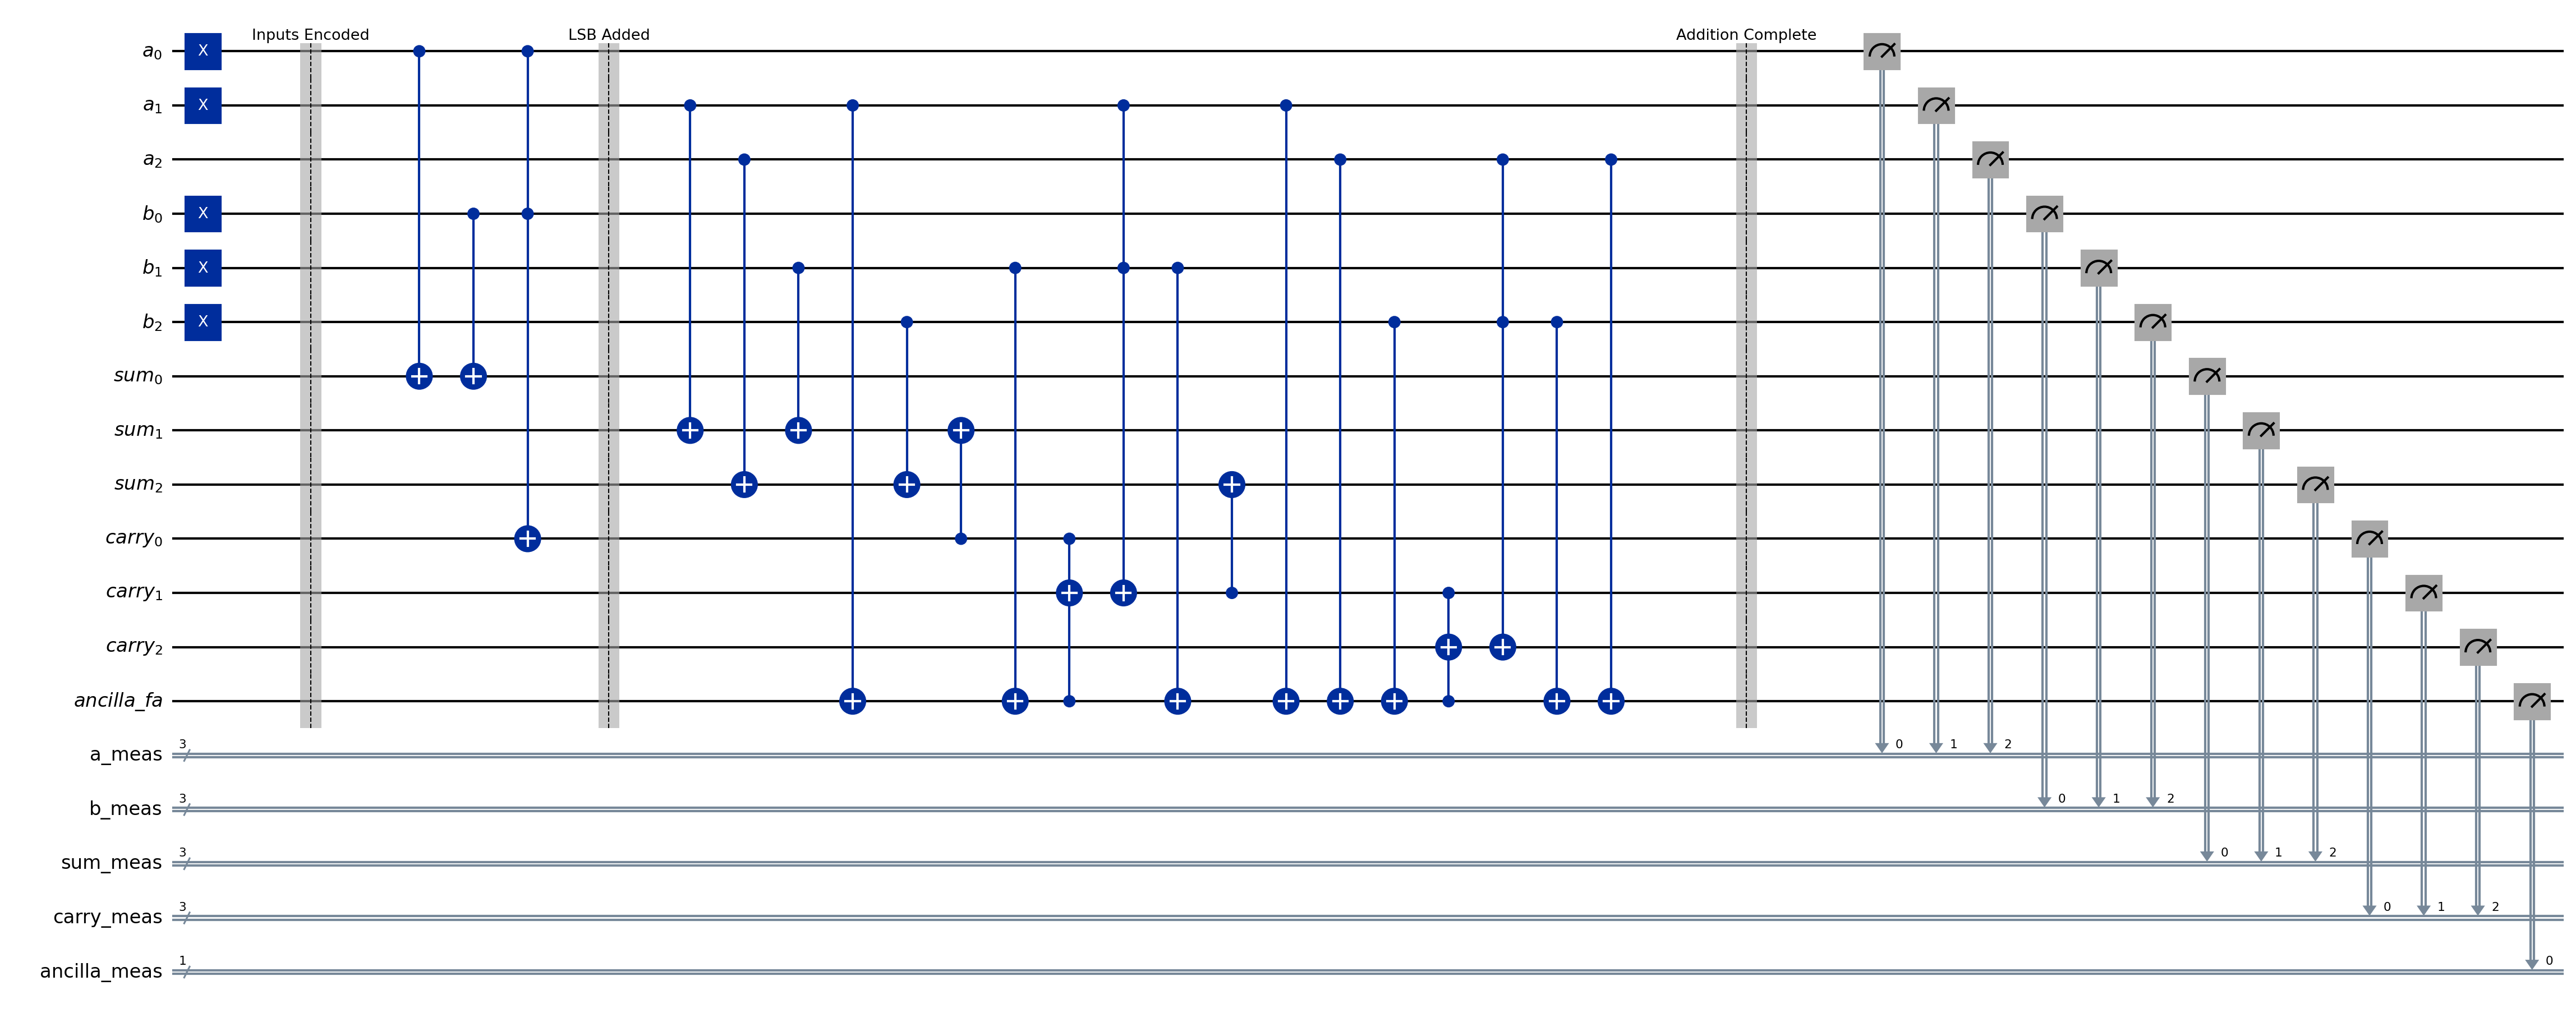 Inputs Encoded LSB Added Addition Complete
a0 X
a1 X
a2
b0 X
b1 X
b2 X
sum0
sum1
sum2
carry0
carry1
carry2
ancilla_fa
a_meas 3 0 1 2
b_meas 3 0 1 2
sum_meas 3 0 1 2
carry_meas 3 0 1 2
ancilla_meas 1 0